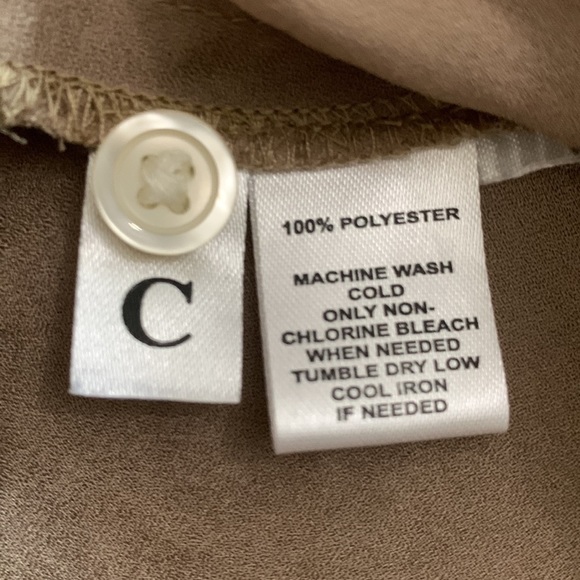 C
100% POLYESTER
MACHINE WASH
COLD
ONLY NON-
CHLORINE BLEACH
WHEN NEEDED
TUMBLE DRY LOW
COOL IRON
IF NEEDED